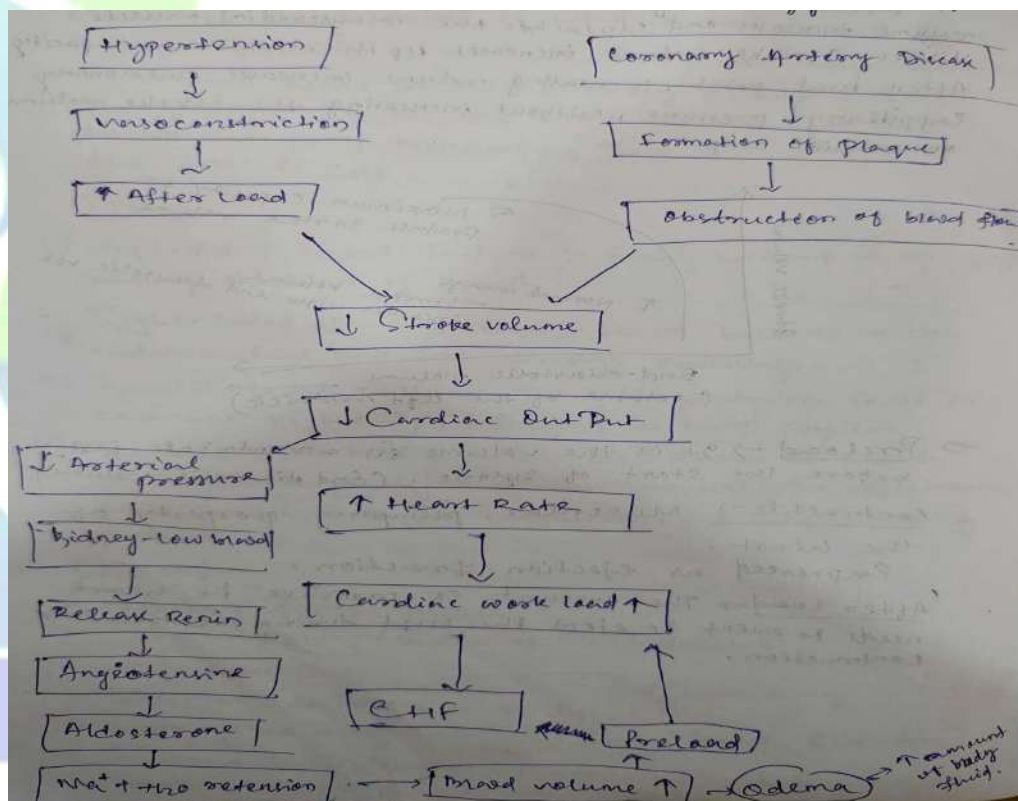 Hypertension
Coronary Artery Diseas
Vasoconstriction
Formation of plaque
↑ After Load
Obstruction of blood flow
↓ Stroke volume
↓ Cardiac Out Put
↓ Arterial
pressure
↑ Heart Rate
Kidney-low blood
Cardiac work load ↑
Release Renin
Angiotensine
CHF
Aldosterone
Preload
Na+ + H2O retension
Blood volume ↑
Odema
↑ amount
of body
fluid.